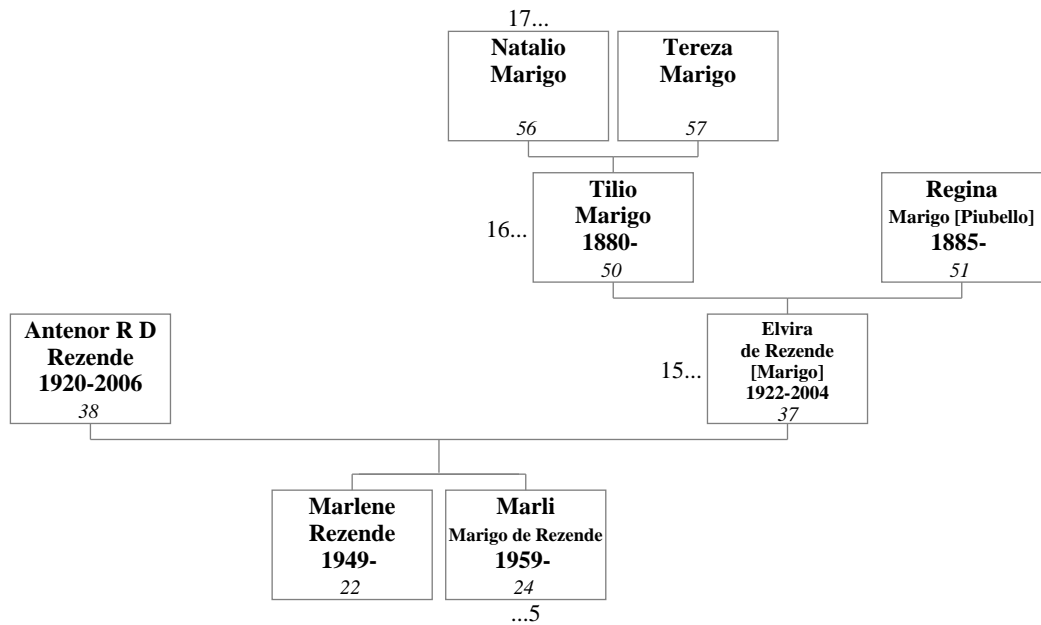 17...
Natalio
Marigo
56
Tereza
Marigo
57
16...
Tilio
Marigo
1880-
50
Regina
Marigo [Piubello]
1885-
51
Antenor R D
Rezende
1920-2006
38
15...
Elvira
de Rezende
[Marigo]
1922-2004
37
Marlene
Rezende
1949-
22
Marli
Marigo de Rezende
1959-
24
...5